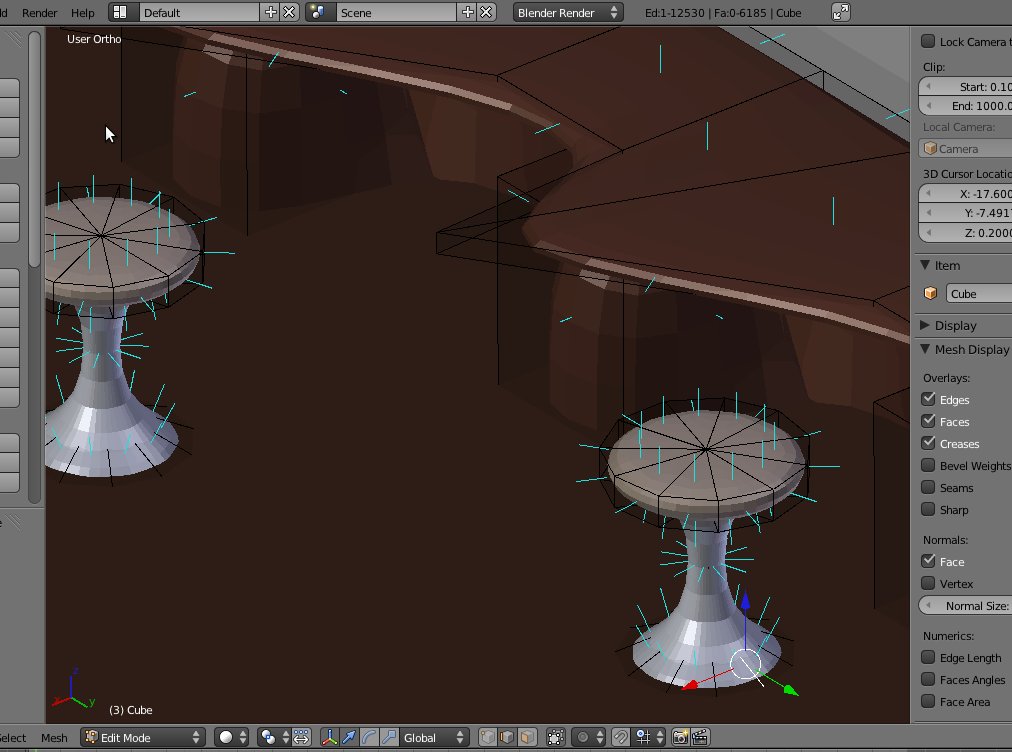 Render Help Default Scene Blender Render Ed:1-12530 | Fa:0-6185 | Cube
User Ortho
Lock Camera t
Clip:
Start: 0.10
End: 1000.0
Local Camera:
Camera
3D Cursor Locatio
X: -17.600
Y: -7.491
Z: 0.2000
Item
Cube
Display
Mesh Display
Overlays:
Edges
Faces
Creases
Bevel Weights
Seams
Sharp
Normals:
Face
Vertex
Normal Size:
Numerics:
Edge Length
Faces Angles
Face Area
z
x
y
(3) Cube
elect Mesh Edit Mode Global